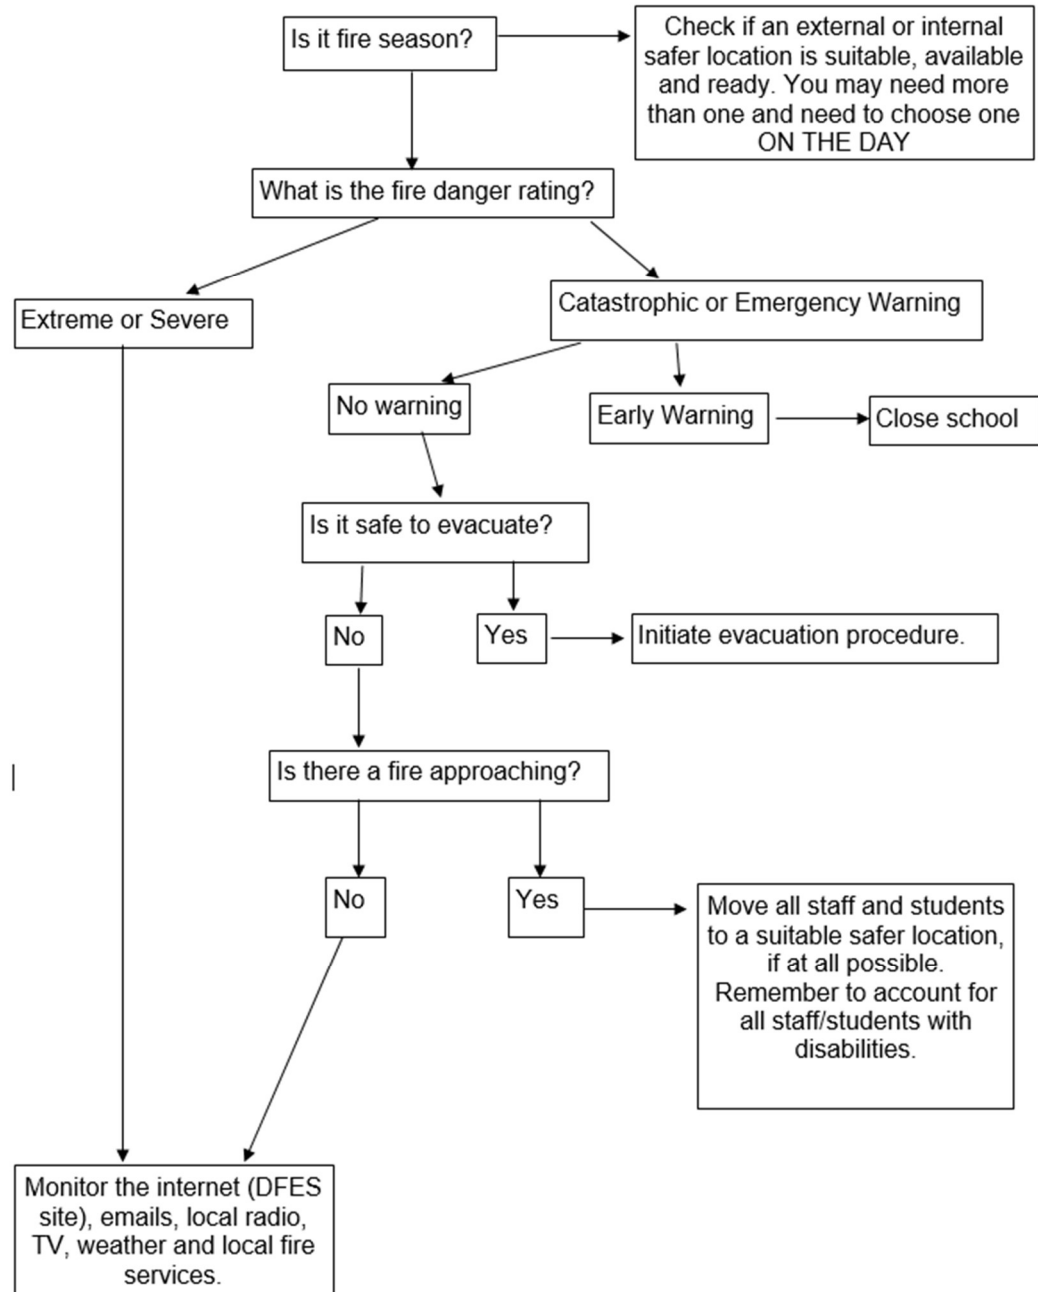 Is it fire season?
Check if an external or internal
safer location is suitable, available
and ready. You may need more
than one and need to choose one
ON THE DAY
What is the fire danger rating?
Extreme or Severe
Catastrophic or Emergency Warning
No warning
Early Warning
Close school
Is it safe to evacuate?
No
Yes
Initiate evacuation procedure.
Is there a fire approaching?
No
Yes
Move all staff and students
to a suitable safer location,
if at all possible.
Remember to account for
all staff/students with
disabilities.
Monitor the internet (DFES
site), emails, local radio,
TV, weather and local fire
services.